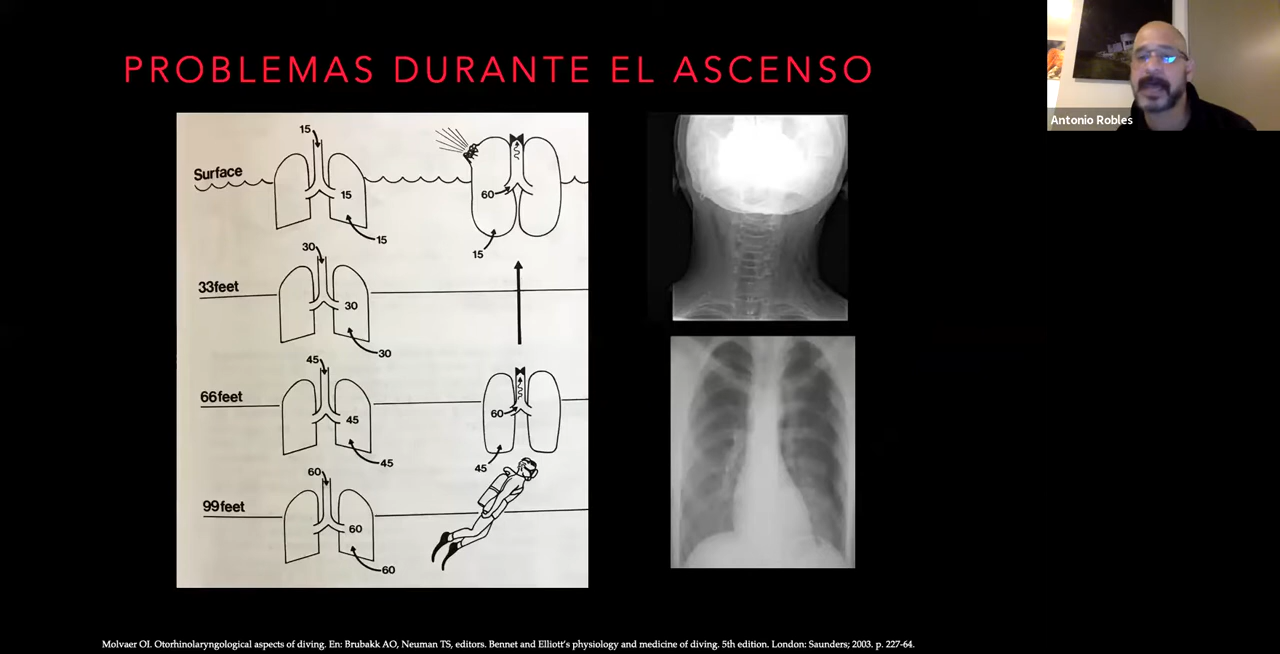 PROBLEMAS DURANTE EL ASCENSO
Antonio Robles
15
Surface
15
15
60
15
30
33feet
30
30
45
66feet
45
45
60
45
60
99feet
60
60
Molvaer OI. Otorhinolaryngological aspects of diving. En: Brubakk AO, Neuman TS, editors. Bennet and Elliott's physiology and medicine of diving. 5th edition. London: Saunders; 2003. p. 227-64.